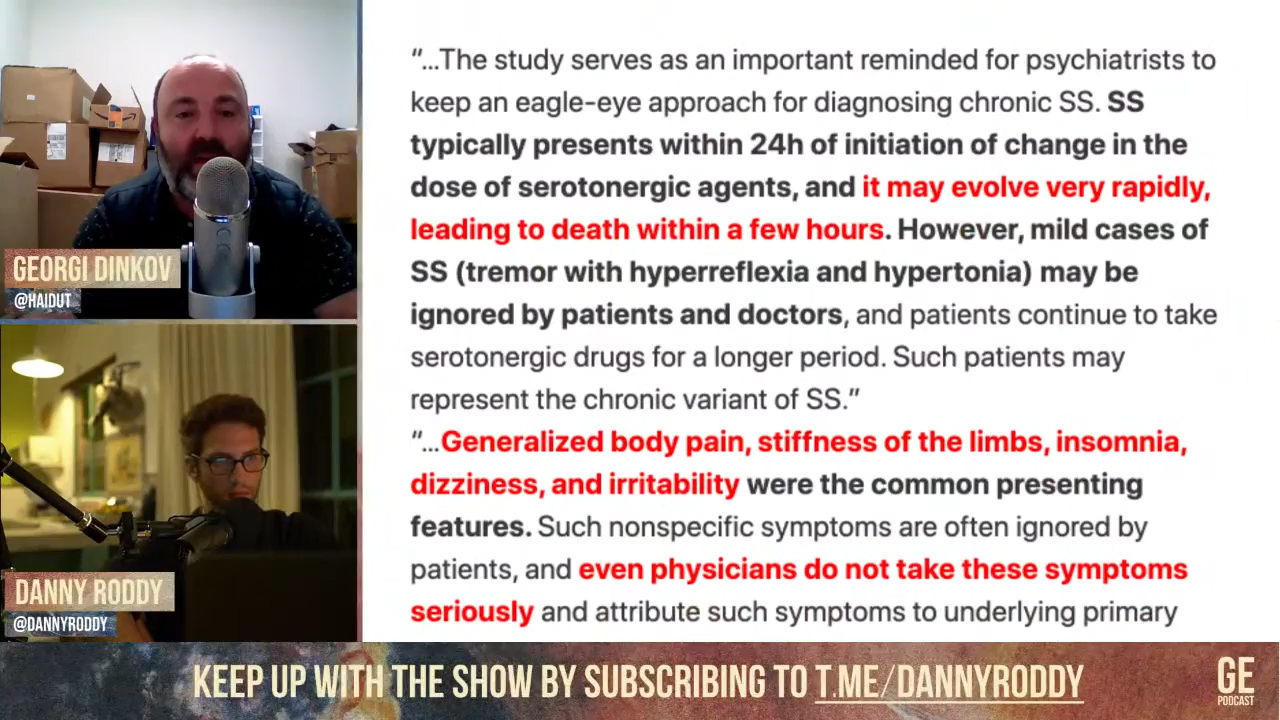 GEORGI DINKOV
@HAIDUT
DANNY RODDY
@DANNYRODDY
“...The study serves as an important reminded for psychiatrists to
keep an eagle-eye approach for diagnosing chronic SS. SS
typically presents within 24h of initiation of change in the
dose of serotonergic agents, and it may evolve very rapidly,
leading to death within a few hours. However, mild cases of
SS (tremor with hyperreflexia and hypertonia) may be
ignored by patients and doctors, and patients continue to take
serotonergic drugs for a longer period. Such patients may
represent the chronic variant of SS.”
“...Generalized body pain, stiffness of the limbs, insomnia,
dizziness, and irritability were the common presenting
features. Such nonspecific symptoms are often ignored by
patients, and even physicians do not take these symptoms
seriously and attribute such symptoms to underlying primary
KEEP UP WITH THE SHOW BY SUBSCRIBING TO T.ME/DANNYRODDY
GE
PODCAST